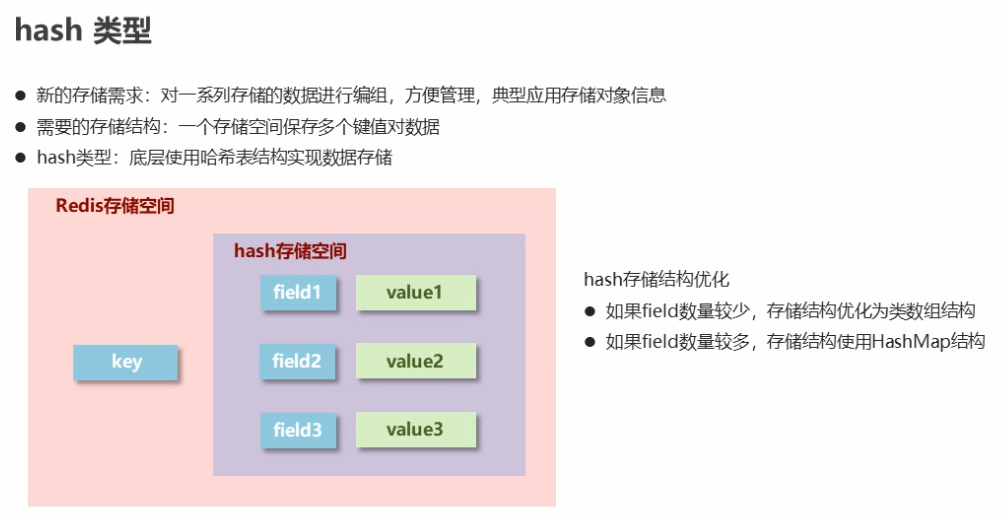 hash 类型
● 新的存储需求：对一系列存储的数据进行编组，方便管理，典型应用存储对象信息
● 需要的存储结构：一个存储空间保存多个键值对数据
● hash类型：底层使用哈希表结构实现数据存储
Redis存储空间
hash存储空间
field1 value1
key
field2 value2
field3 value3
hash存储结构优化
● 如果field数量较少，存储结构优化为类数组结构
● 如果field数量较多，存储结构使用HashMap结构